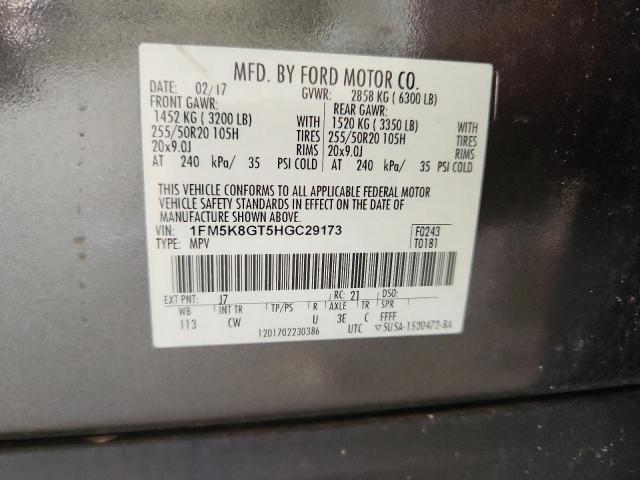 MFD. BY FORD MOTOR CO.
DATE: 02/17 GVWR: 2858 KG ( 6300 LB)
FRONT GAWR: REAR GAWR:
1452 KG ( 3200 LB) 1520 KG ( 3350 LB)
255/50R20 105H TIRES 255/50R20 105H TIRES
20x9.0J RIMS 20x9.0J RIMS
AT 240 kPa/ 35 PSI COLD AT 240 kPa/ 35 PSI COLD
THIS VEHICLE CONFORMS TO ALL APPLICABLE FEDERAL MOTOR
VEHICLE SAFETY STANDARDS IN EFFECT ON THE DATE OF
MANUFACTURE SHOWN ABOVE.
VIN: 1FM5K8GT5HGC29173 F0243
TYPE: MPV T0181
EXT PNT: J7 RC: 21 DSO:
WB INT TR TP/PS R AXLE TR SPR
113 CW U 3E C FFFF
1201702230386 UTC ▽5U5A-1520472-BA